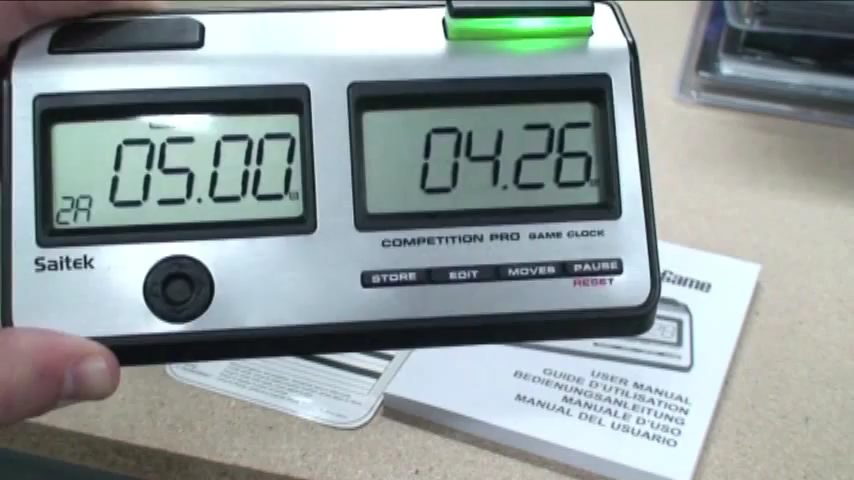 05.00
04.26
2A
Saitek
COMPETITION PRO GAME CLOCK
STORE EDIT MOVES PAUSE
RESET
Game
USER MANUAL
GUIDE D'UTILISATION
BEDIENUNGSANLEITUNG
MANUALE D'USO
MANUAL DEL USUARIO